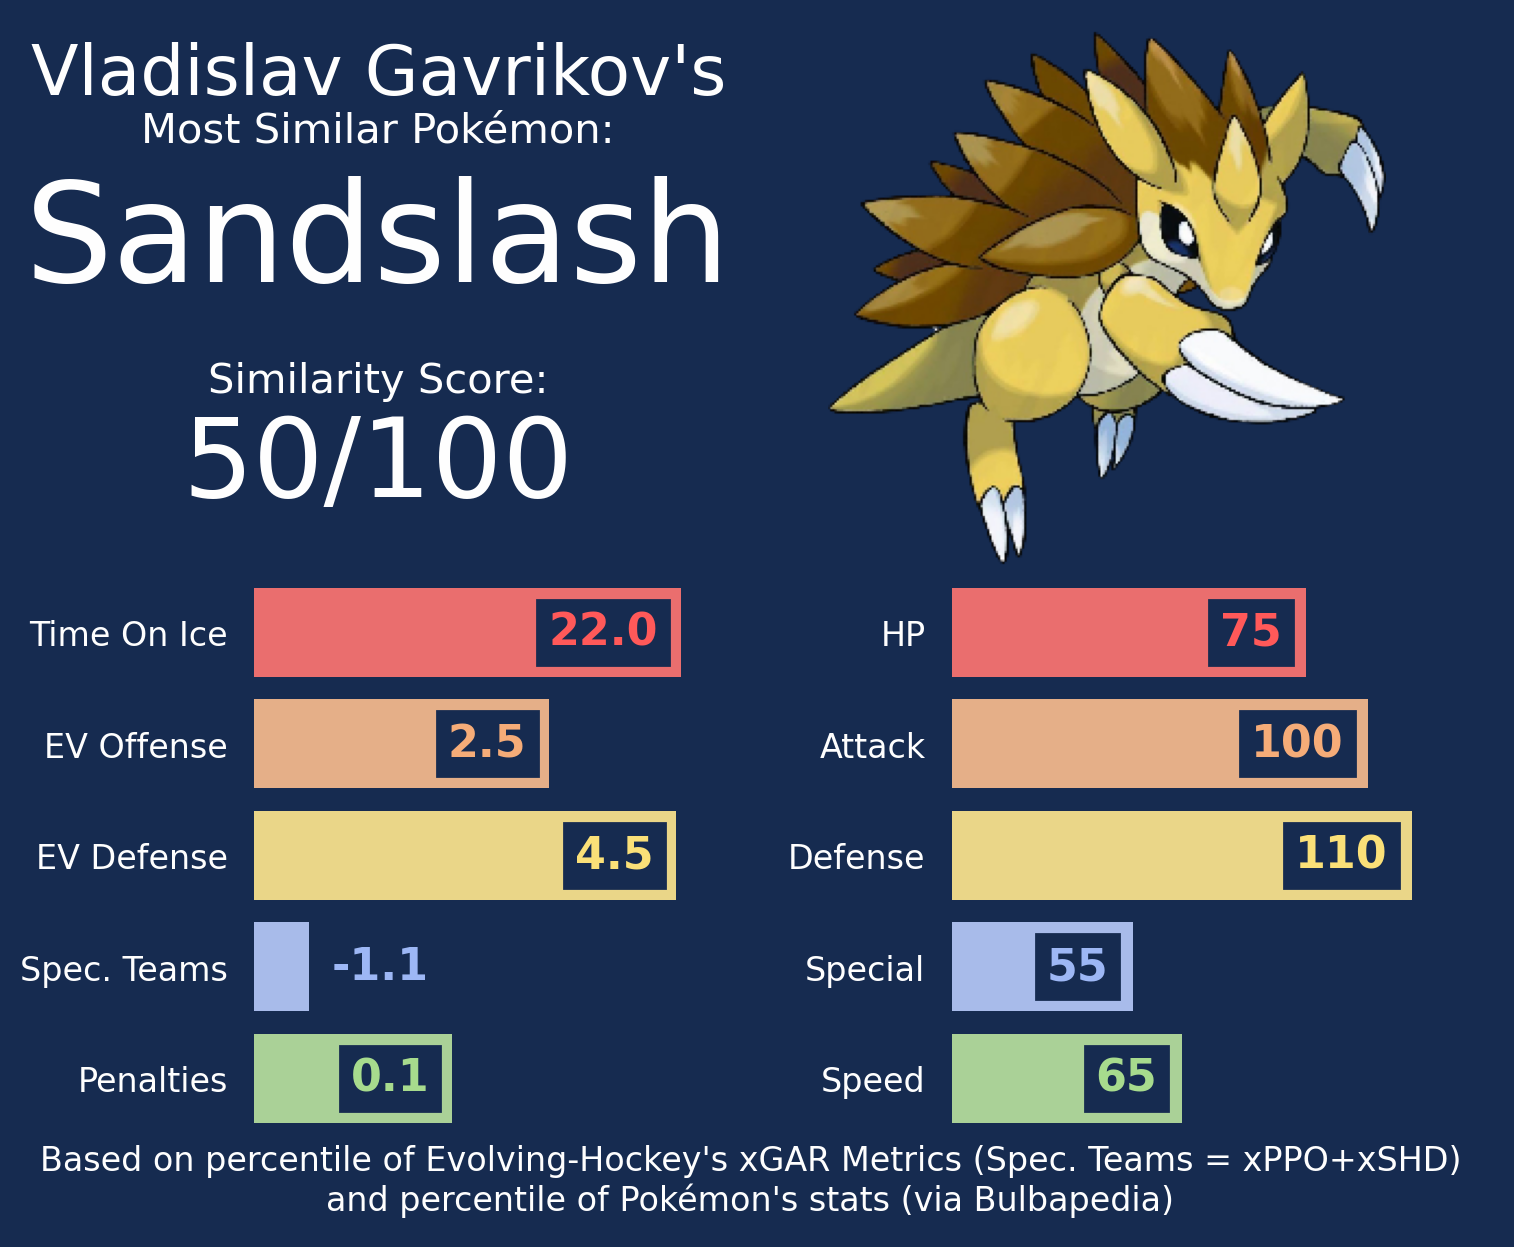 Vladislav Gavrikov's
Most Similar Pokémon:
Sandslash
Similarity Score:
50/100
Time On Ice 22.0
EV Offense 2.5
EV Defense 4.5
Spec. Teams -1.1
Penalties 0.1
HP 75
Attack 100
Defense 110
Special 55
Speed 65
Based on percentile of Evolving-Hockey's xGAR Metrics (Spec. Teams = xPPO+xSHD)
and percentile of Pokémon's stats (via Bulbapedia)